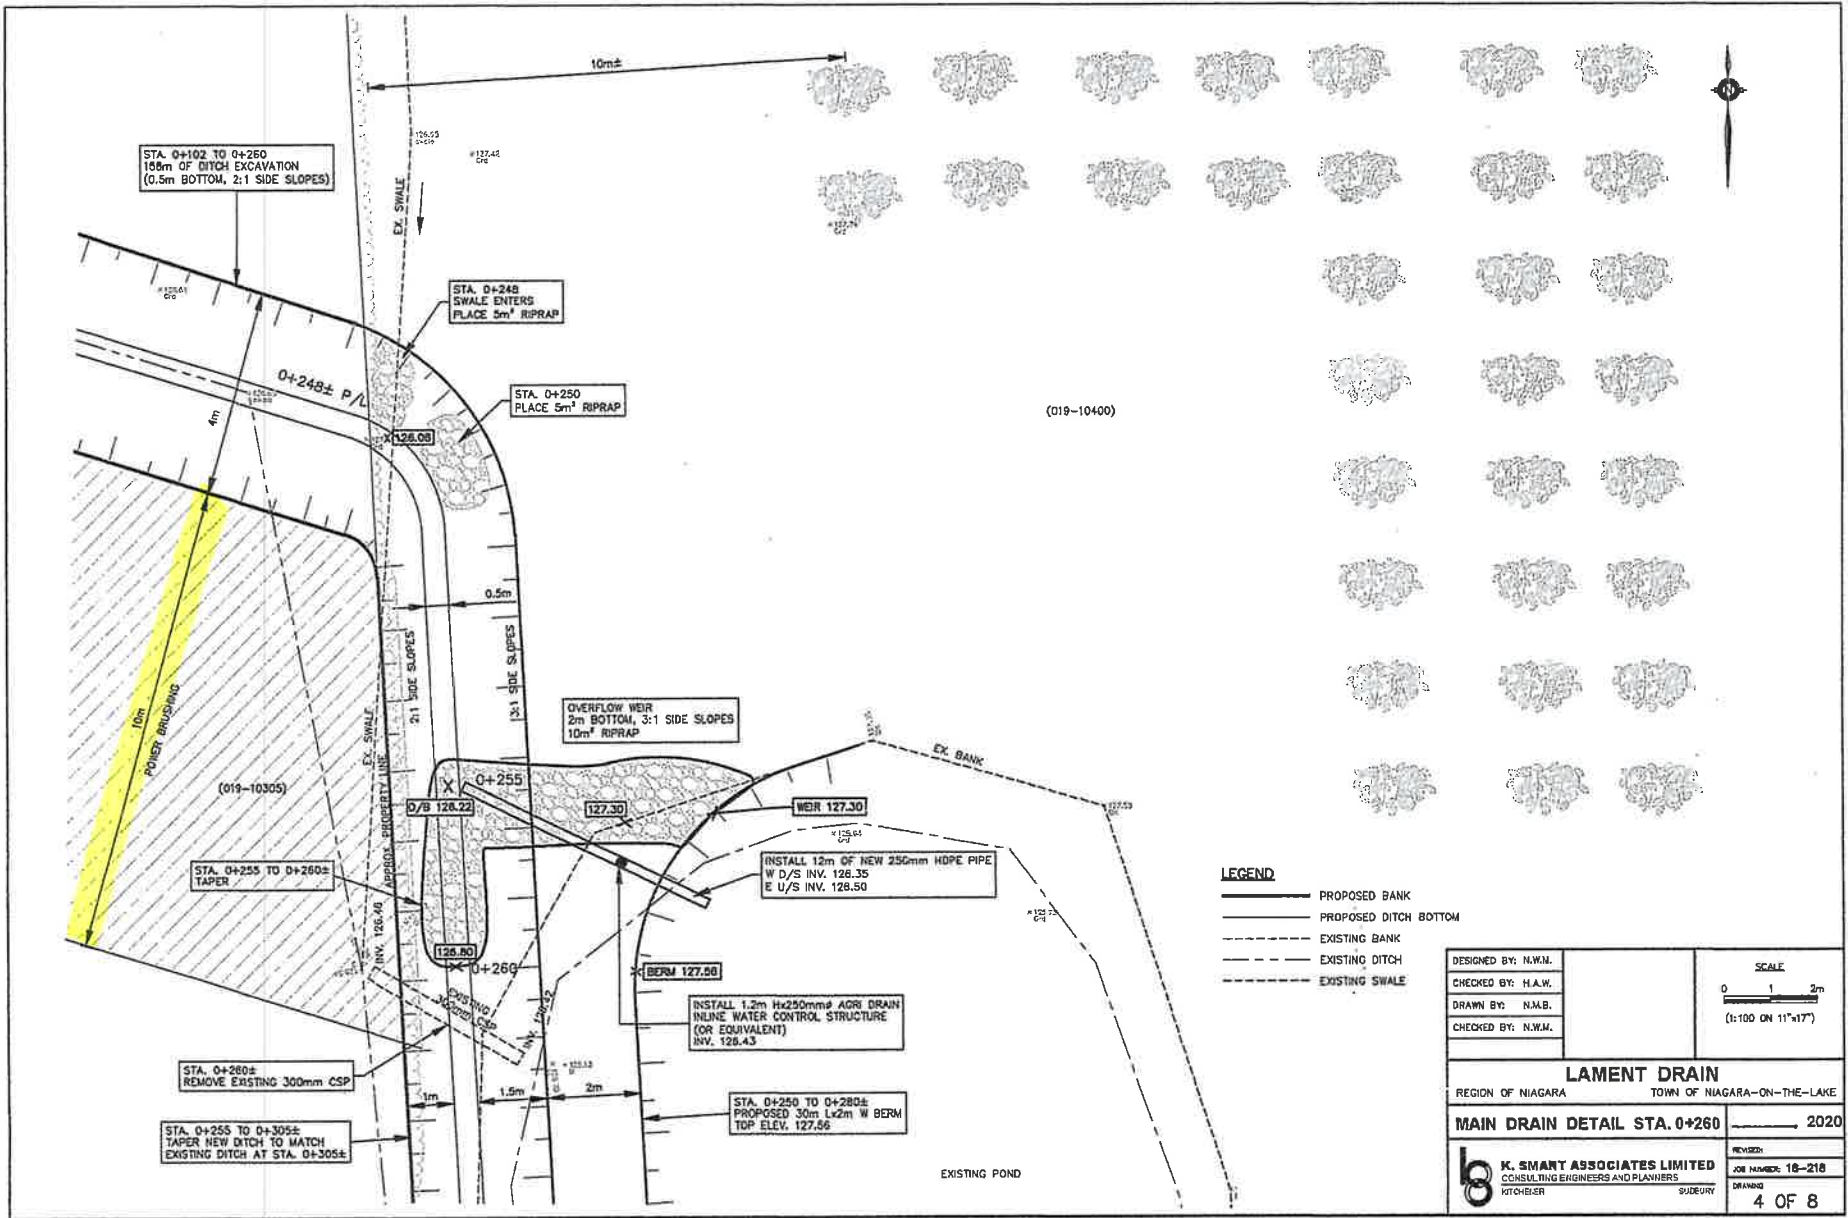 10m±
STA. 0+102 TO 0+260
158m OF DITCH EXCAVATION
(0.5m BOTTOM, 2:1 SIDE SLOPES)
126.95
×127.42
Grd
EX. SWALE
N
STA. 0+248
SWALE ENTERS
PLACE 5m² RIPRAP
0+248± P/L
4m
STA. 0+250
PLACE 5m² RIPRAP
126.08
(019-10400)
0.5m
2:1 SIDE SLOPES
3:1 SIDE SLOPES
10m
POWER BRUSHING
EX. SWALE
APPROX PROPERTY LINE
(019-10305)
OVERFLOW WEIR
2m BOTTOM, 3:1 SIDE SLOPES
10m² RIPRAP
EX. BANK
0+255
D/B 126.22
127.30
WEIR 127.30
127.53
INSTALL 12m OF NEW 250mm HDPE PIPE
W D/S INV. 126.35
E U/S INV. 126.50
STA. 0+255 TO 0+260±
TAPER
INV. 126.46
126.80
0+260
BERM 127.56
EXISTING
300mm CSP
INV. 126.42
INSTALL 1.2m Hx250mmø AGRI DRAIN
INLINE WATER CONTROL STRUCTURE
(OR EQUIVALENT)
INV. 126.43
STA. 0+260±
REMOVE EXISTING 300mm CSP
1m
1.5m
2m
STA. 0+250 TO 0+280±
PROPOSED 30m Lx2m W BERM
TOP ELEV. 127.56
STA. 0+255 TO 0+305±
TAPER NEW DITCH TO MATCH
EXISTING DITCH AT STA. 0+305±
EXISTING POND
LEGEND
PROPOSED BANK
PROPOSED DITCH BOTTOM
EXISTING BANK
EXISTING DITCH
EXISTING SWALE
DESIGNED BY: N.W.M.
CHECKED BY: H.A.W.
DRAWN BY: N.M.B.
CHECKED BY: N.W.M.
SCALE
0 1 2m
(1:100 ON 11"x17")
LAMENT DRAIN
REGION OF NIAGARA TOWN OF NIAGARA-ON-THE-LAKE
MAIN DRAIN DETAIL STA. 0+260
, 2020
K. SMART ASSOCIATES LIMITED
CONSULTING ENGINEERS AND PLANNERS
KITCHENER SUDBURY
REVISED:
JOB NUMBER: 18-218
DRAWING
4 OF 8